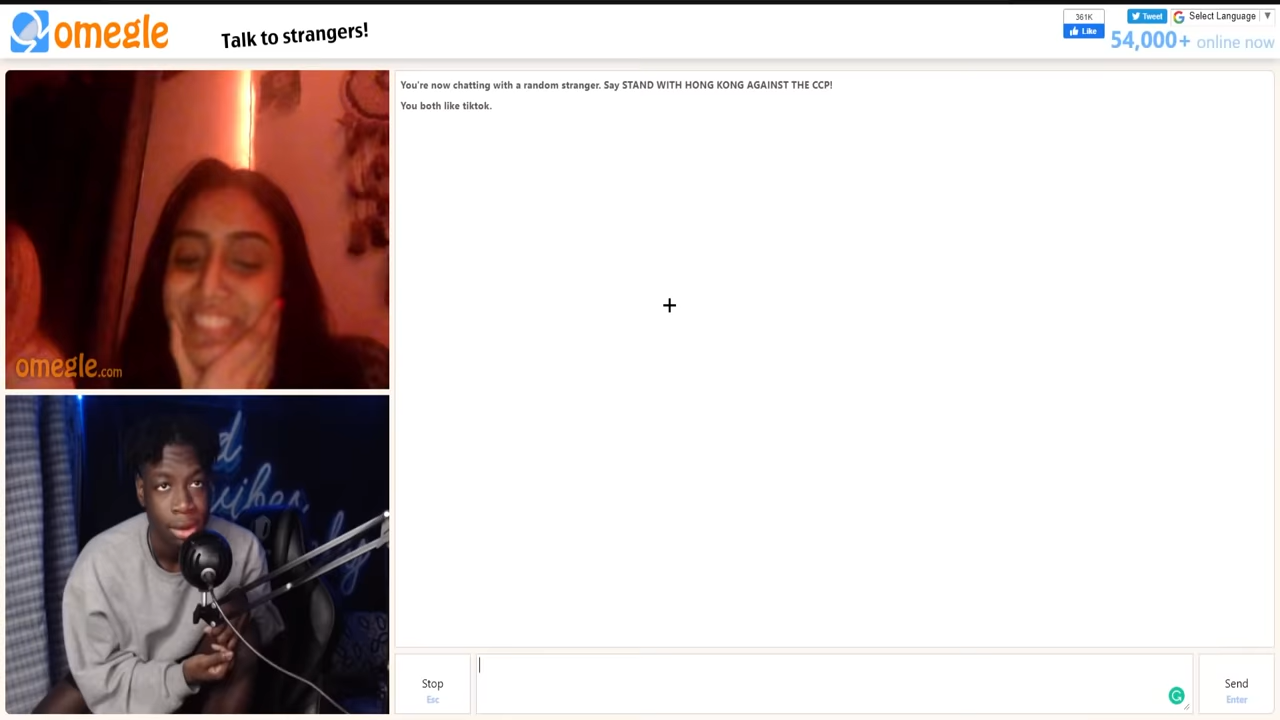 omegle
Talk to strangers!
361K
Like
Tweet
Select Language
54,000+ online now
You're now chatting with a random stranger. Say STAND WITH HONG KONG AGAINST THE CCP!
You both like tiktok.
omegle.com
vibes
Stop
Esc
Send
Enter